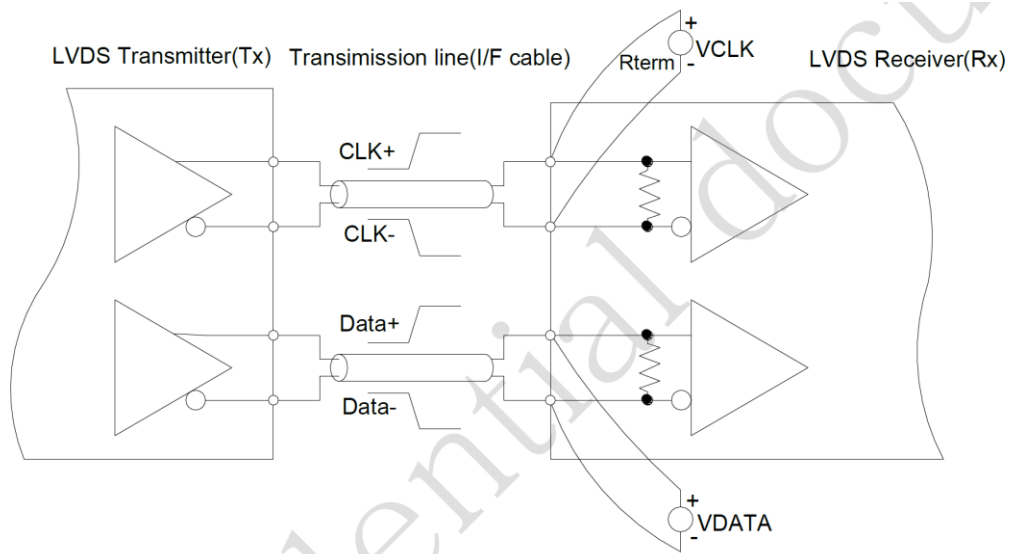 LVDS Transmitter(Tx)
Transimission line(I/F cable)
Rterm
+
VCLK
-
LVDS Receiver(Rx)
CLK+
CLK-
Data+
Data-
+
VDATA
-